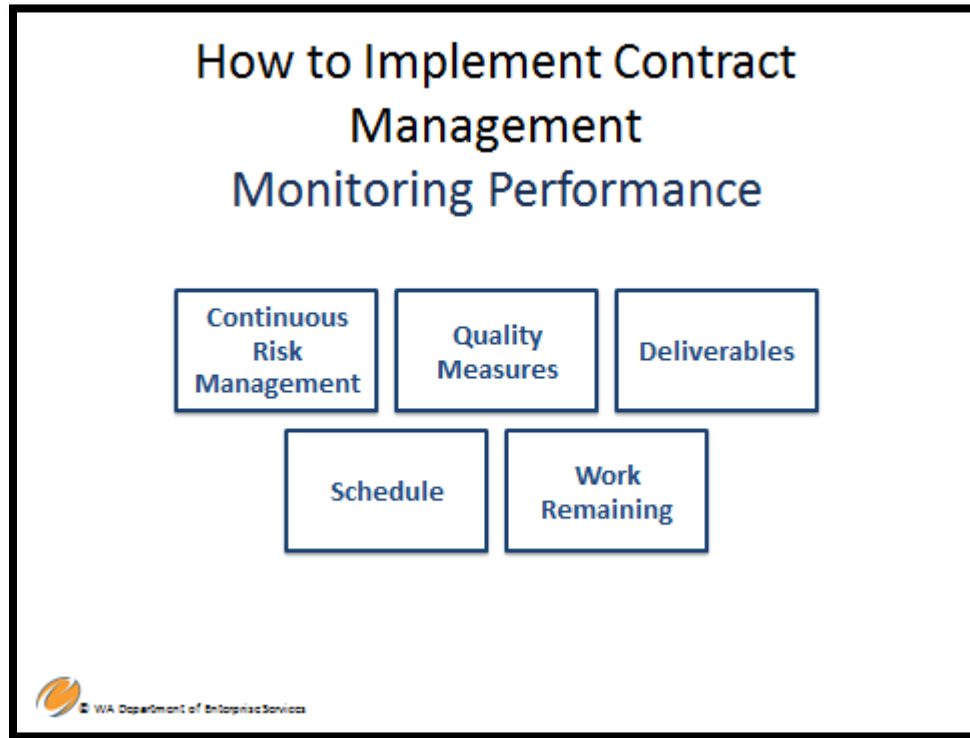 How to Implement Contract
Management
Monitoring Performance
Continuous
Risk
Management
Quality
Measures
Deliverables
Schedule
Work
Remaining
© WA Department of Enterprise Services